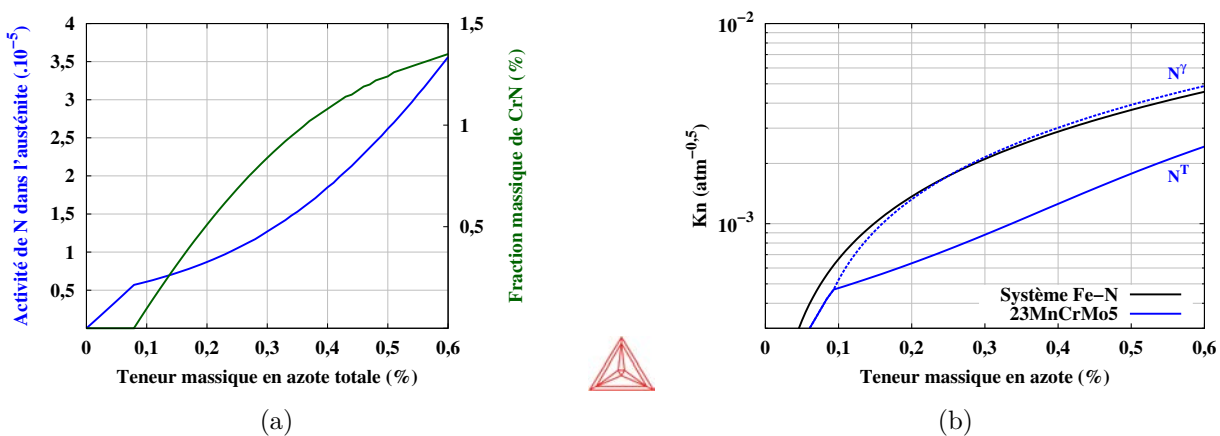 Activité de N dans l'austénite (.10⁻⁵)
4
3,5
3
2,5
2
1,5
1
0,5
0
0,1
0,2
0,3
0,4
0,5
0,6
Teneur massique en azote totale (%)
1,5
1
0,5
Fraction massique de CrN (%)
(a)
Kn (atm⁻⁰,⁵)
10⁻²
10⁻³
N^γ
N^T
Système Fe−N
23MnCrMo5
0
0,1
0,2
0,3
0,4
0,5
0,6
Teneur massique en azote (%)
(b)